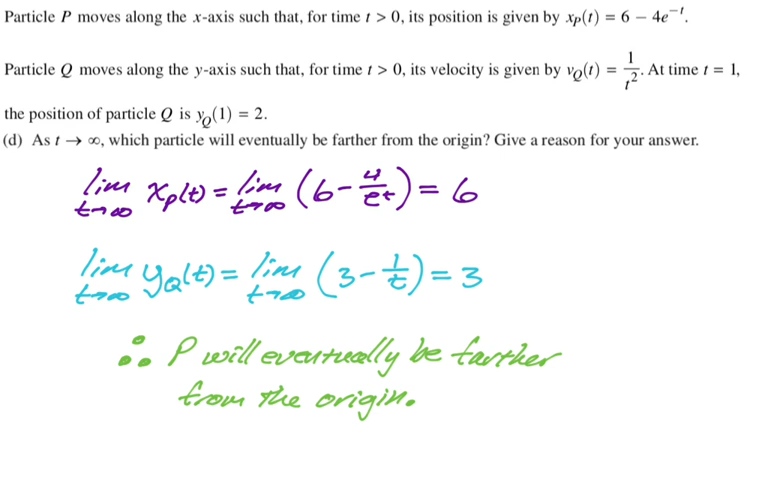 Particle P moves along the x-axis such that, for time t > 0, its position is given by x_P(t) = 6 − 4e^{−t}.
Particle Q moves along the y-axis such that, for time t > 0, its velocity is given by v_Q(t) = 1/t². At time t = 1,
the position of particle Q is y_Q(1) = 2.
(d) As t → ∞, which particle will eventually be farther from the origin? Give a reason for your answer.
lim_{t→∞} x_P(t) = lim_{t→∞} (6 − 4/e^t) = 6
lim_{t→∞} y_Q(t) = lim_{t→∞} (3 − 1/t) = 3
∴ P will eventually be farther
from the origin.